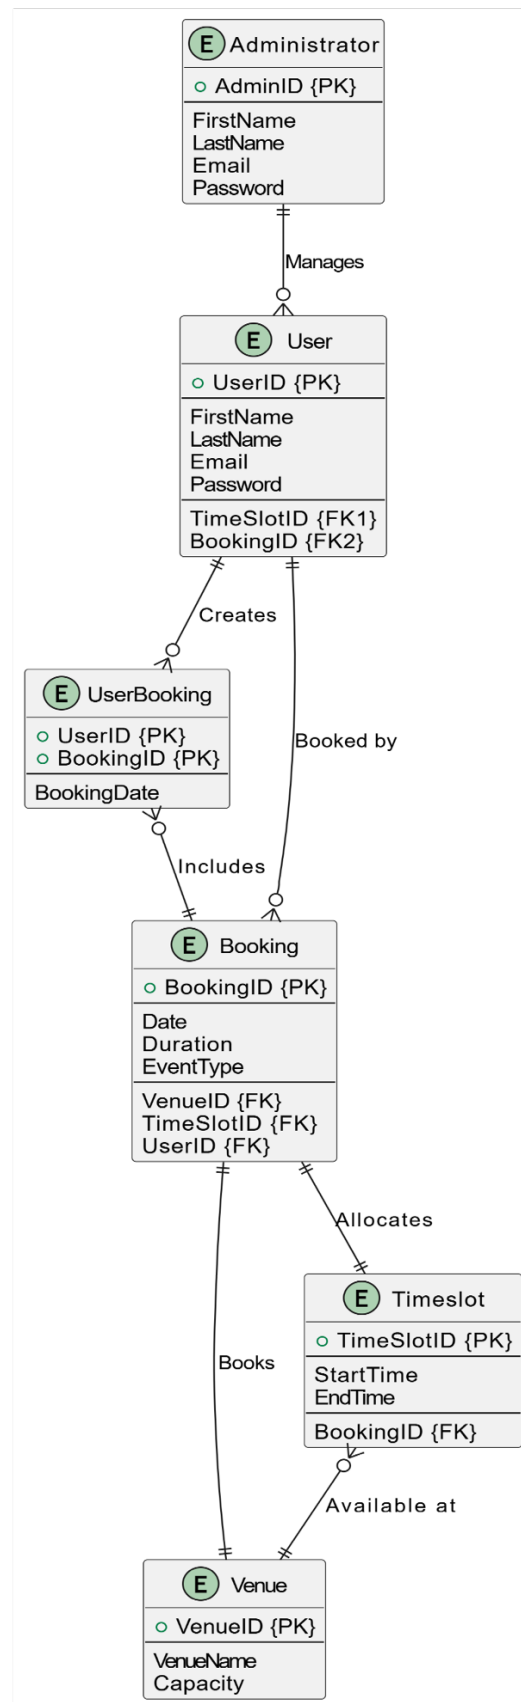 E Administrator
AdminID {PK}
FirstName
LastName
Email
Password
Manages
E User
UserID {PK}
FirstName
LastName
Email
Password
TimeSlotID {FK1}
BookingID {FK2}
Creates
E UserBooking
UserID {PK}
BookingID {PK}
BookingDate
Booked by
Includes
E Booking
BookingID {PK}
Date
Duration
EventType
VenueID {FK}
TimeSlotID {FK}
UserID {FK}
Allocates
E Timeslot
TimeSlotID {PK}
StartTime
EndTime
BookingID {FK}
Books
Available at
E Venue
VenueID {PK}
VenueName
Capacity